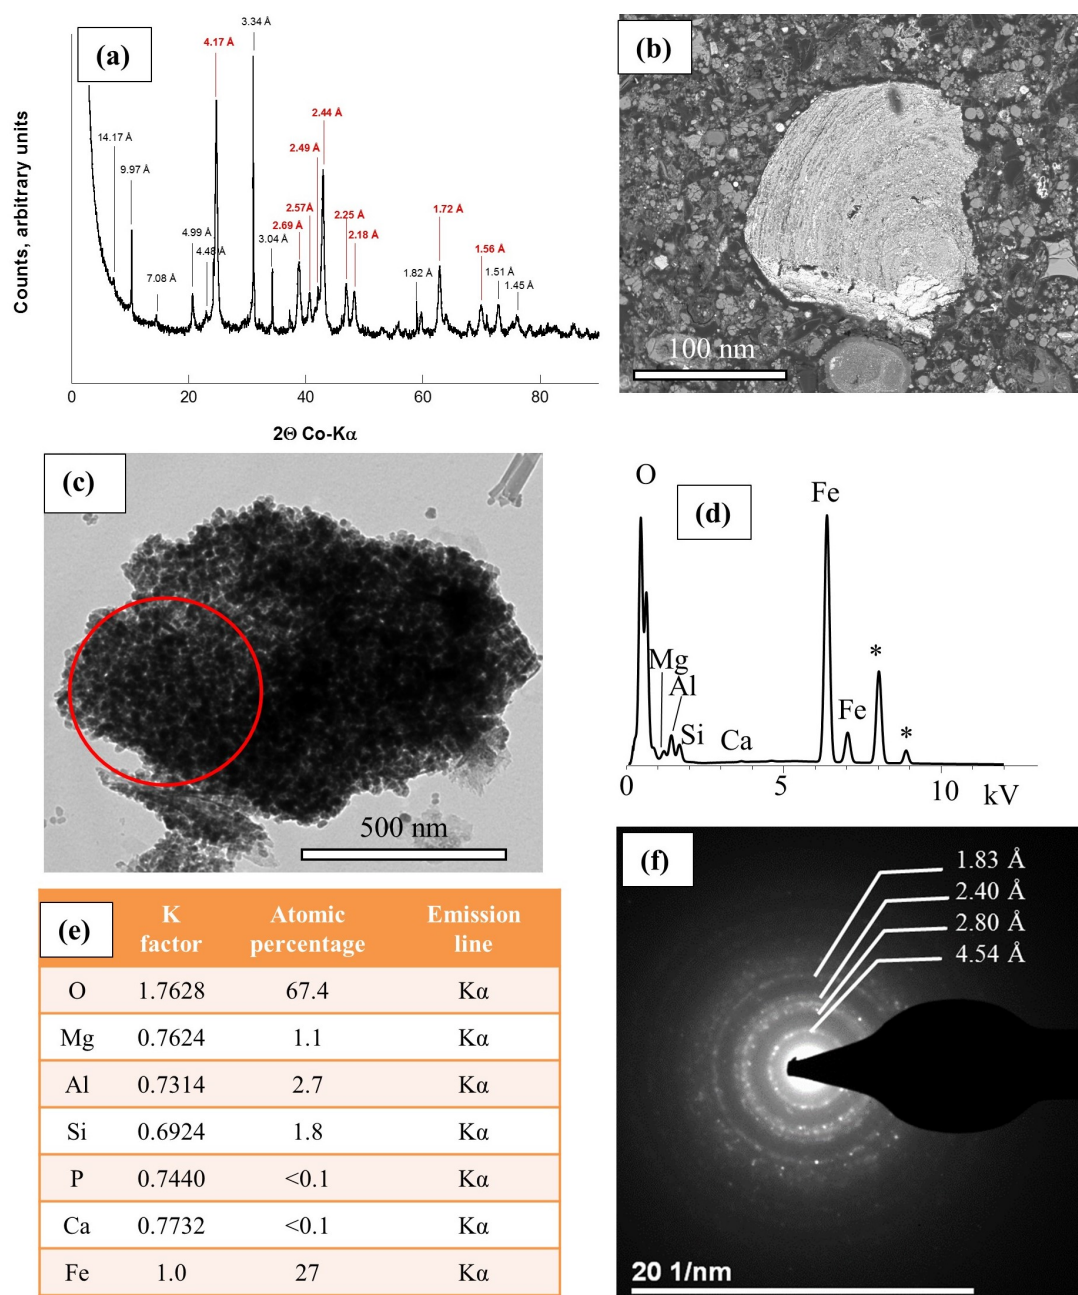 (a)
Counts, arbitrary units
14.17 Å
9.97 Å
7.08 Å
4.99 Å
4.48 Å
4.17 Å
3.34 Å
3.04 Å
2.69 Å
2.57Å
2.49 Å
2.44 Å
2.25 Å
2.18 Å
1.82 Å
1.72 Å
1.56 Å
1.51 Å
1.45 Å
0 20 40 60 80
2Θ Co-Kα
(b)
100 nm
(c)
500 nm
(d)
O
Mg
Al
Si
Ca
Fe
Fe
*
*
0 5 10 kV
(e)
K factor Atomic percentage Emission line
O 1.7628 67.4 Kα
Mg 0.7624 1.1 Kα
Al 0.7314 2.7 Kα
Si 0.6924 1.8 Kα
P 0.7440 <0.1 Kα
Ca 0.7732 <0.1 Kα
Fe 1.0 27 Kα
(f)
1.83 Å
2.40 Å
2.80 Å
4.54 Å
20 1/nm